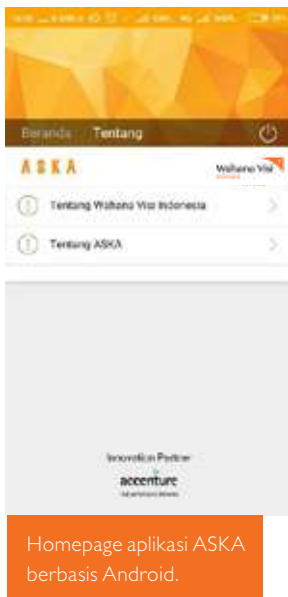 Beranda Tentang
ASKA
Wahana Visi
Tentang Wahana Visi Indonesia
Tentang ASKA
Innovation Partner
accenture
Homepage aplikasi ASKA
berbasis Android.